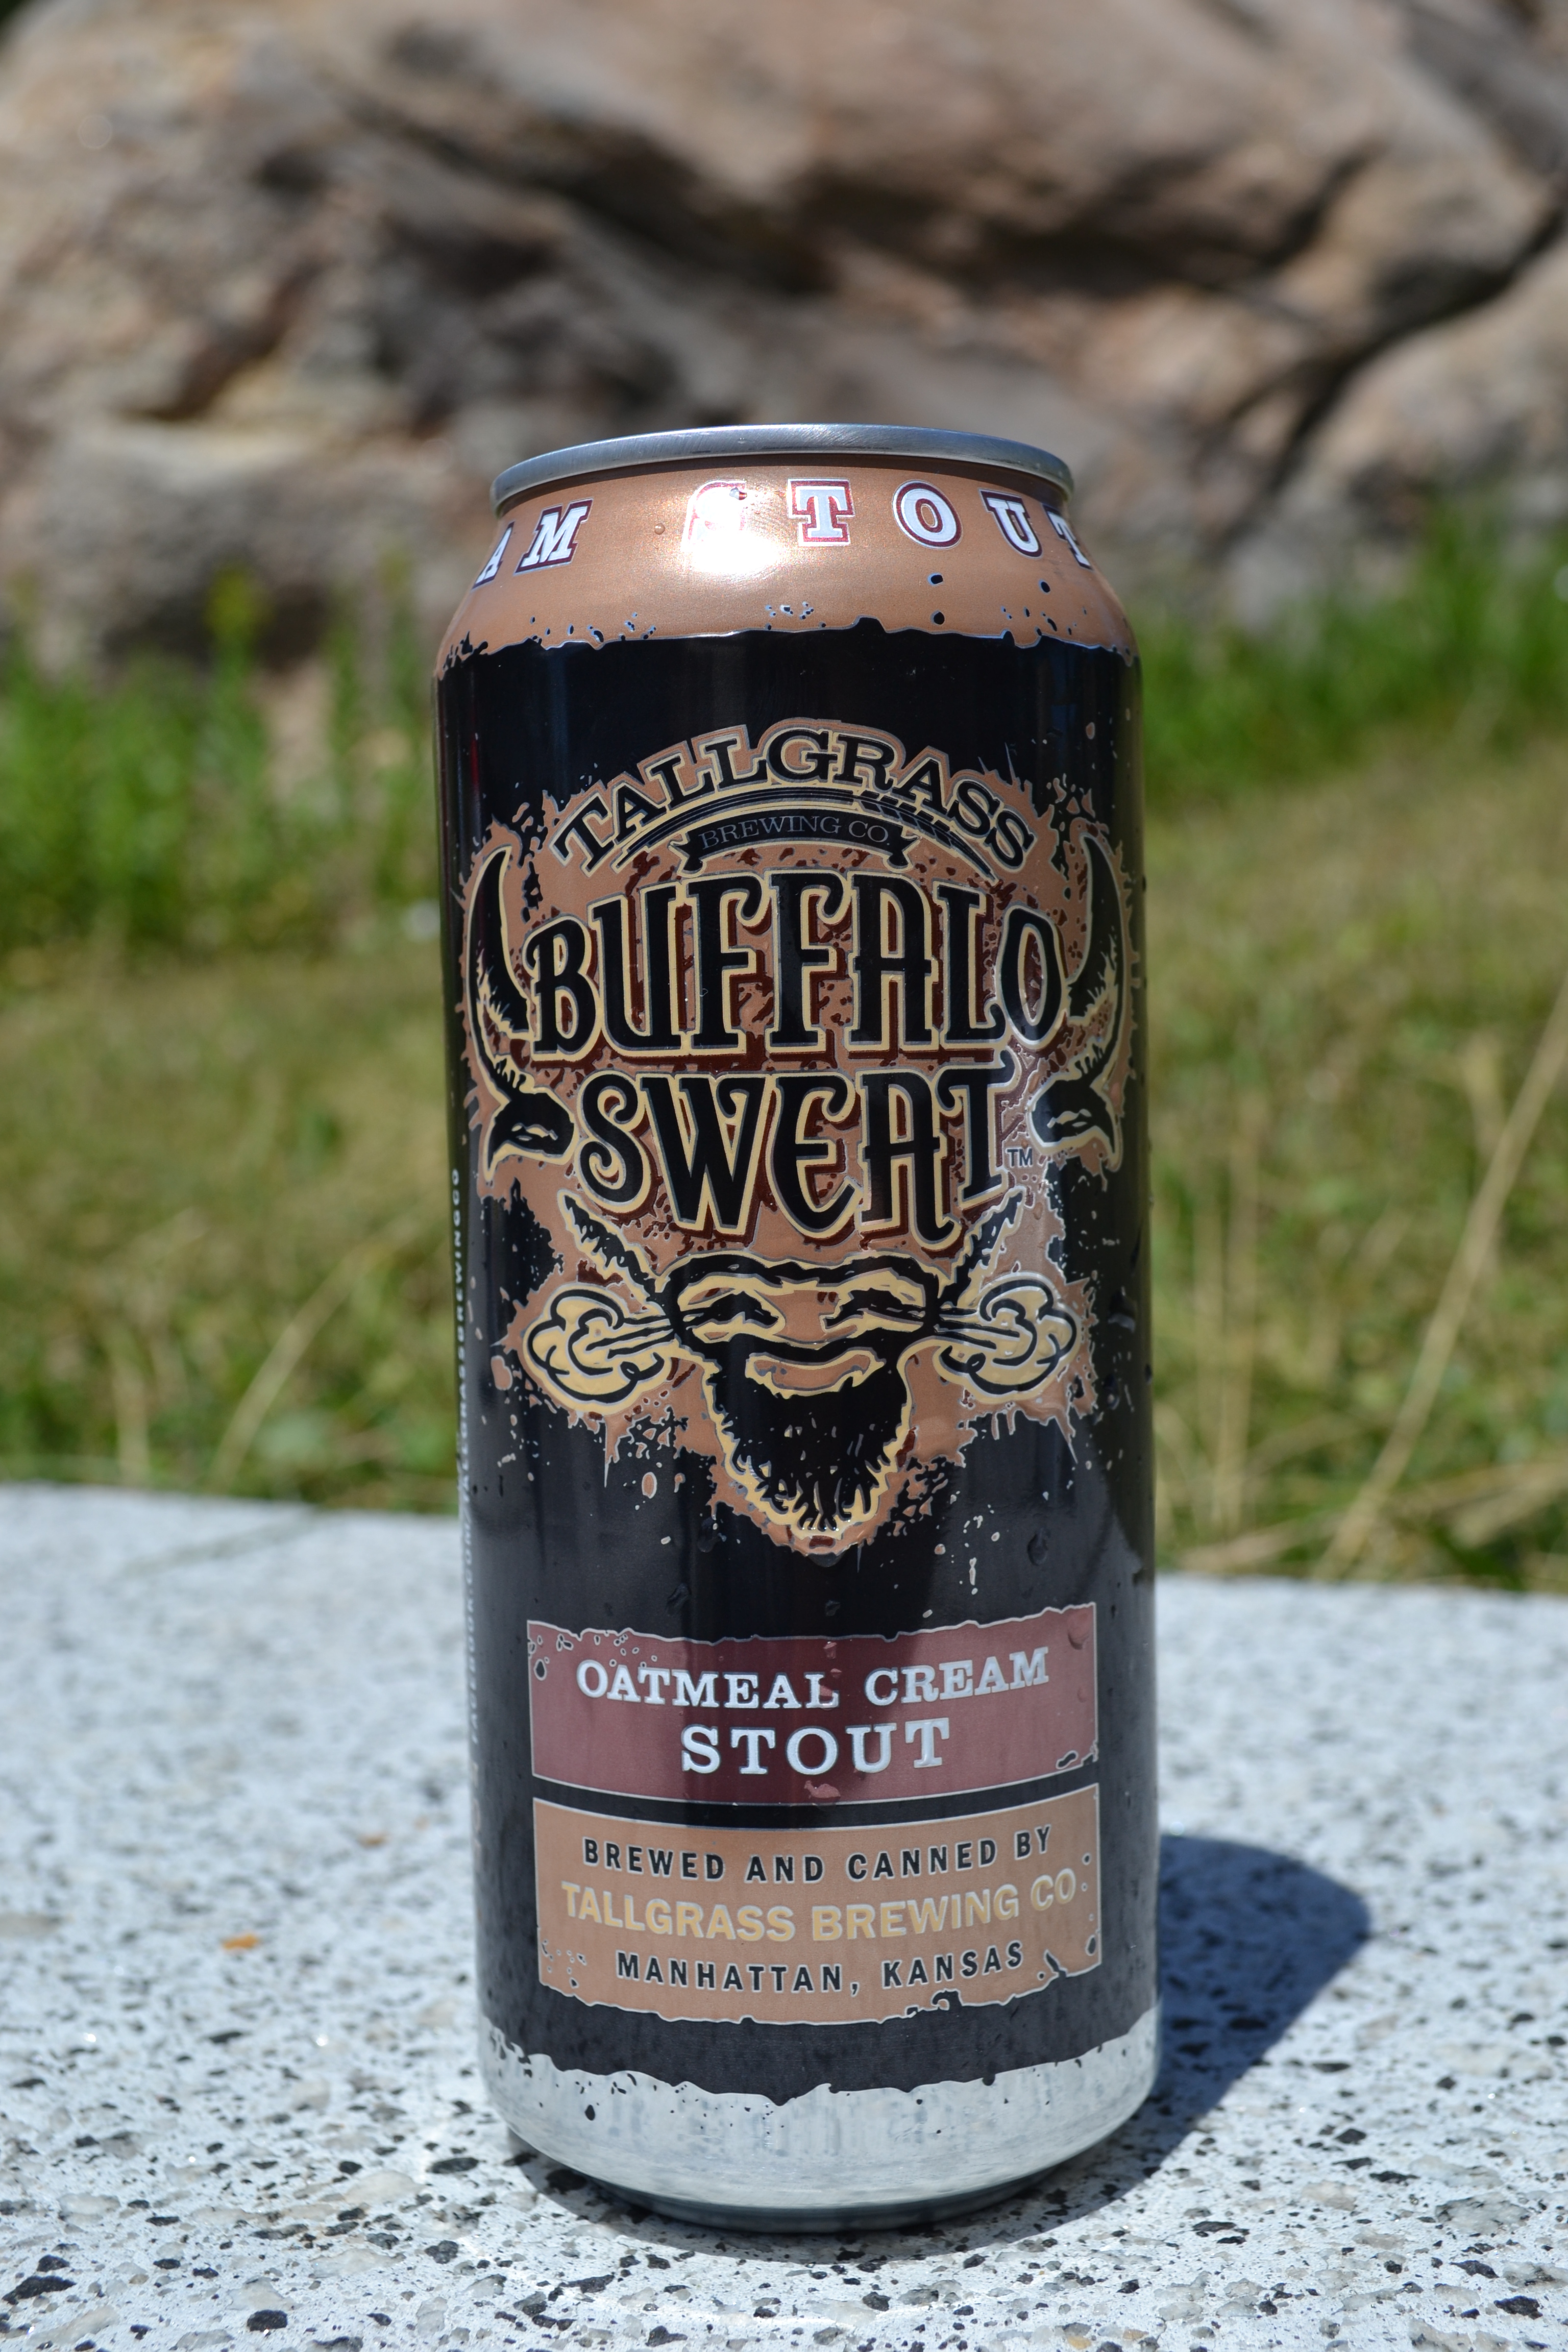 AM STOUT
TALLGRASS
BREWING CO.
BUFFALO
SWEAT
TM
OATMEAL CREAM
STOUT
BREWED AND CANNED BY
TALLGRASS BREWING CO.
MANHATTAN, KANSAS